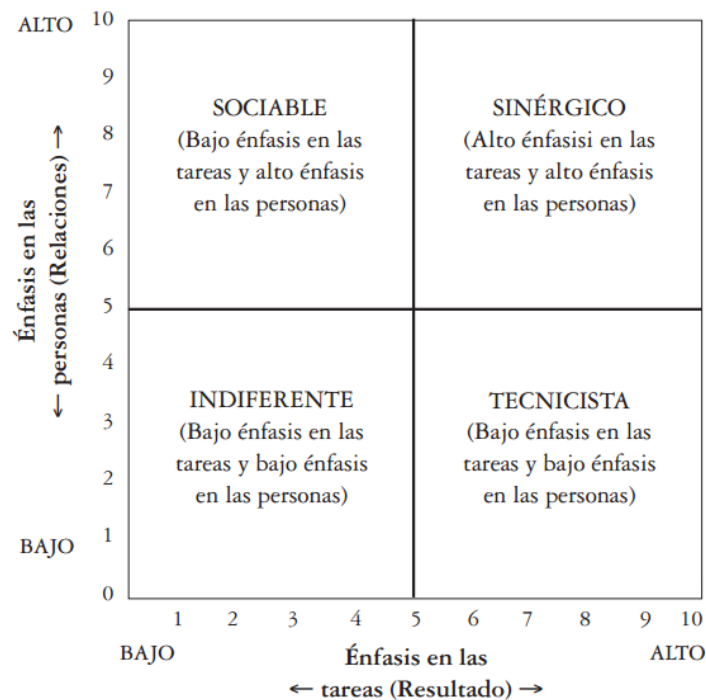 ALTO
10
9
8
7
6
5
4
3
2
1
0
BAJO
Énfasis en las
← personas (Relaciones) →
SOCIABLE
(Bajo énfasis en las
tareas y alto énfasis
en las personas)
SINÉRGICO
(Alto énfasisi en las
tareas y alto énfasis
en las personas)
INDIFERENTE
(Bajo énfasis en las
tareas y bajo énfasis
en las personas)
TECNICISTA
(Bajo énfasis en las
tareas y bajo énfasis
en las personas)
1 2 3 4 5 6 7 8 9 10
BAJO
ALTO
Énfasis en las
← tareas (Resultado) →